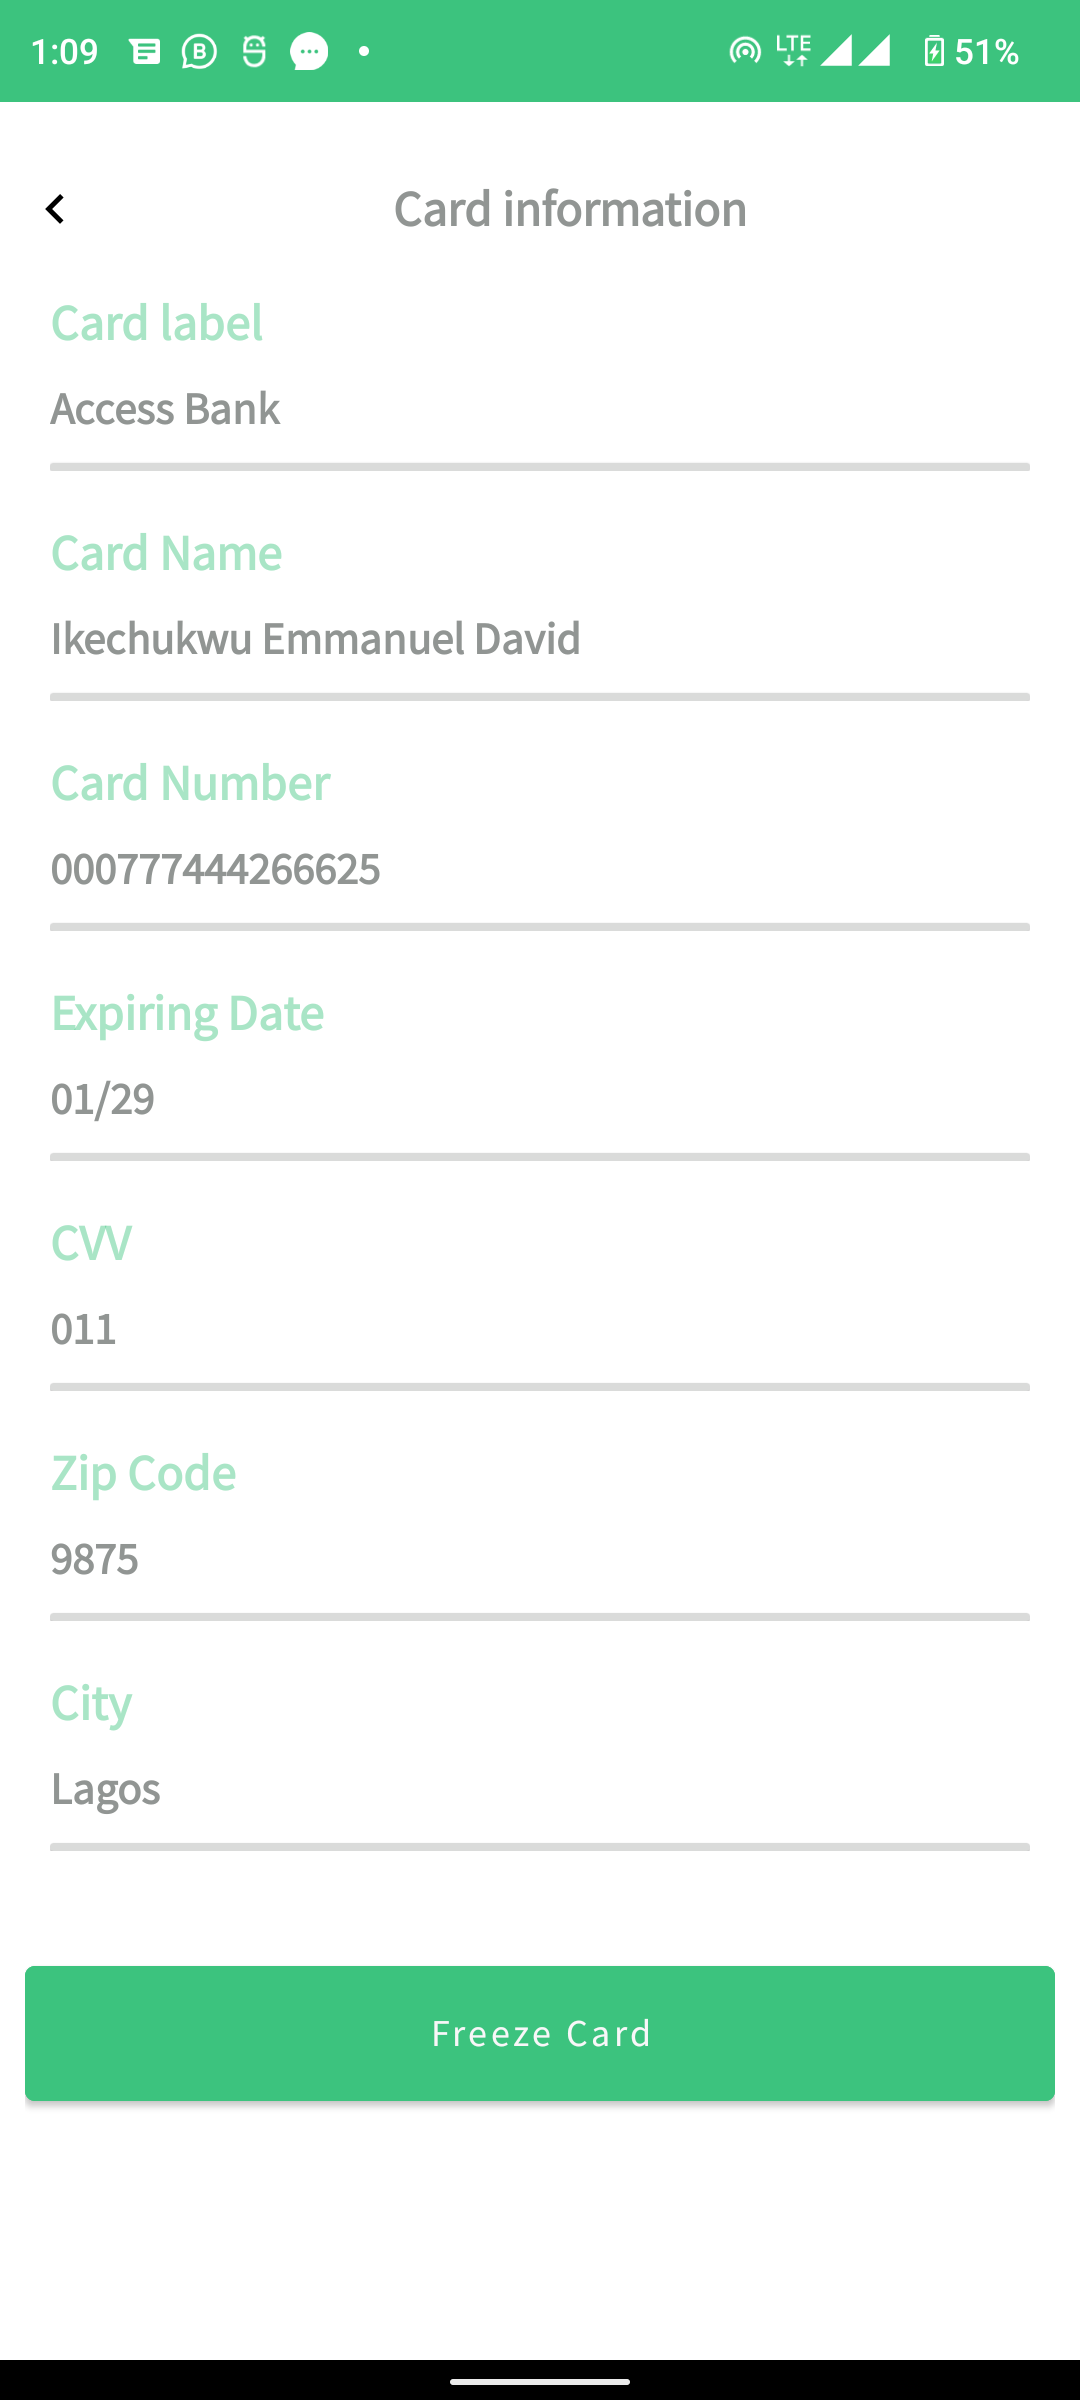 1:09 LTE 51%
Card information
Card label
Access Bank
Card Name
Ikechukwu Emmanuel David
Card Number
000777444266625
Expiring Date
01/29
CVV
011
Zip Code
9875
City
Lagos
Freeze Card